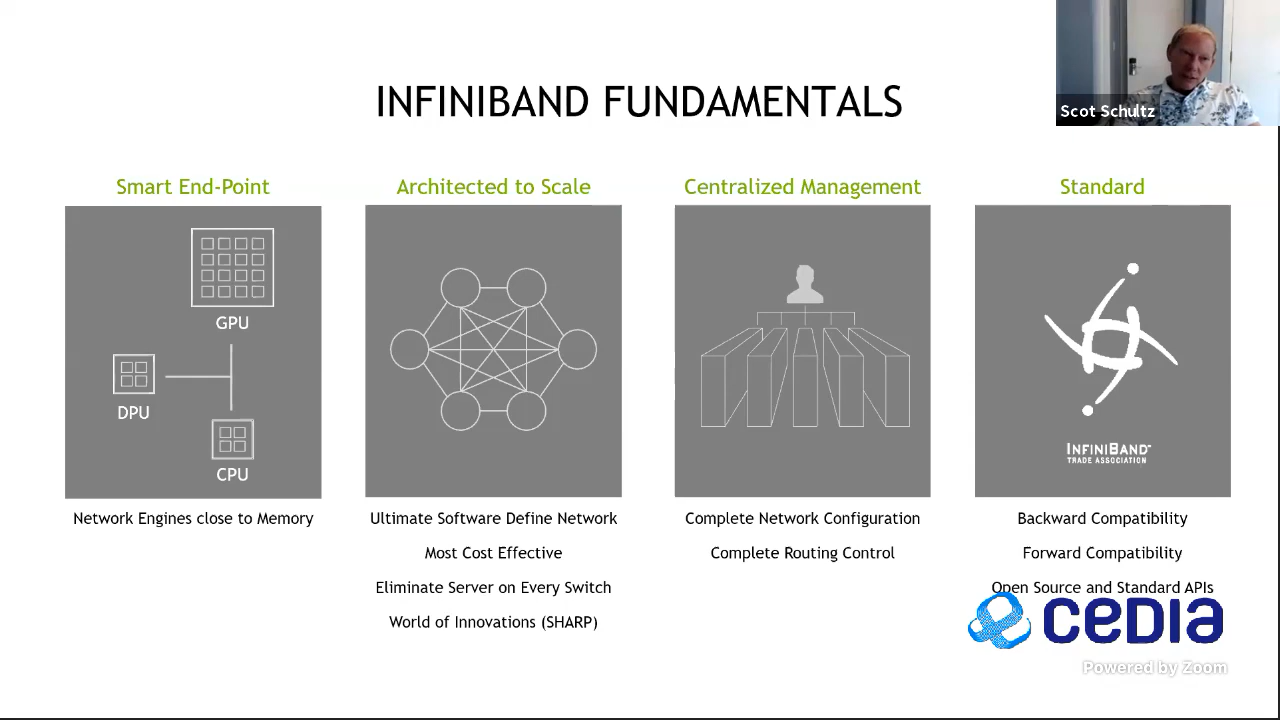 INFINIBAND FUNDAMENTALS
Scot Schultz
Smart End-Point
GPU
DPU
CPU
Network Engines close to Memory
Architected to Scale
Ultimate Software Define Network
Most Cost Effective
Eliminate Server on Every Switch
World of Innovations (SHARP)
Centralized Management
Complete Network Configuration
Complete Routing Control
Standard
INFINIBAND™
TRADE ASSOCIATION
Backward Compatibility
Forward Compatibility
Open Source and Standard APIs
CEDIA
Powered by Zoom